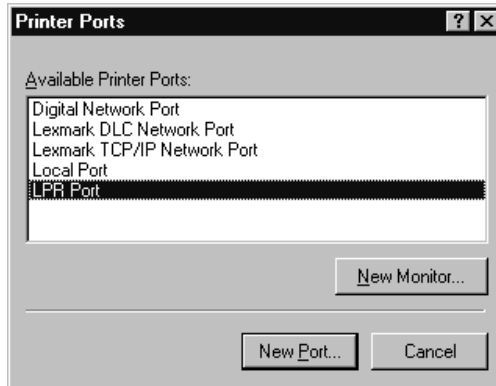 Printer Ports
Available Printer Ports:
Digital Network Port
Lexmark DLC Network Port
Lexmark TCP/IP Network Port
Local Port
LPR Port
New Monitor...
New Port...
Cancel